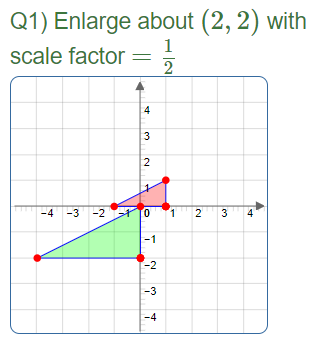 Q1) Enlarge about (2, 2) with
scale factor = 1/2
4
3
2
1
-4 -3 -2 -1 0 1 2 3 4
-1
-2
-3
-4